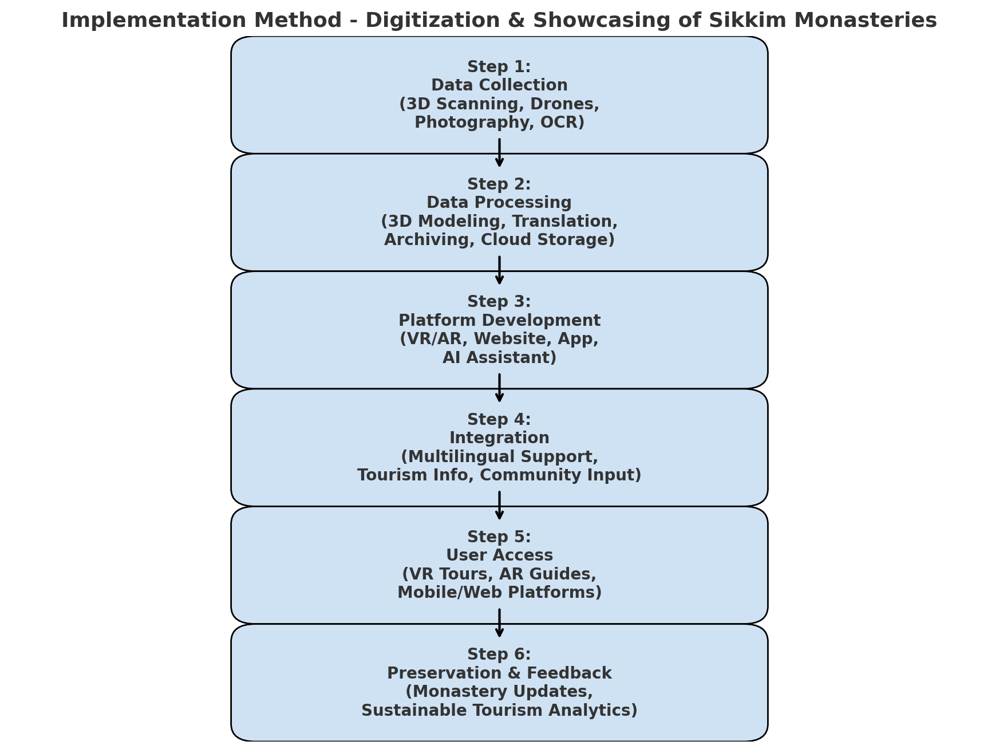 Implementation Method - Digitization & Showcasing of Sikkim Monasteries
Step 1:
Data Collection
(3D Scanning, Drones,
Photography, OCR)
Step 2:
Data Processing
(3D Modeling, Translation,
Archiving, Cloud Storage)
Step 3:
Platform Development
(VR/AR, Website, App,
AI Assistant)
Step 4:
Integration
(Multilingual Support,
Tourism Info, Community Input)
Step 5:
User Access
(VR Tours, AR Guides,
Mobile/Web Platforms)
Step 6:
Preservation & Feedback
(Monastery Updates,
Sustainable Tourism Analytics)